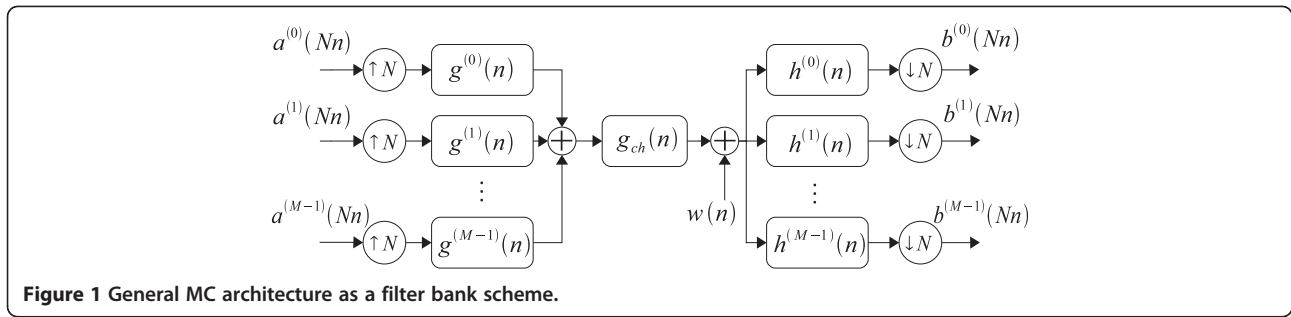 a^{(0)}(Nn) ↑N g^{(0)}(n) h^{(0)}(n) ↓N b^{(0)}(Nn)
a^{(1)}(Nn) ↑N g^{(1)}(n) + g_{ch}(n) + h^{(1)}(n) ↓N b^{(1)}(Nn)
⋮ w(n) ⋮
a^{(M-1)}(Nn) ↑N g^{(M-1)}(n) h^{(M-1)}(n) ↓N b^{(M-1)}(Nn)
Figure 1 General MC architecture as a filter bank scheme.